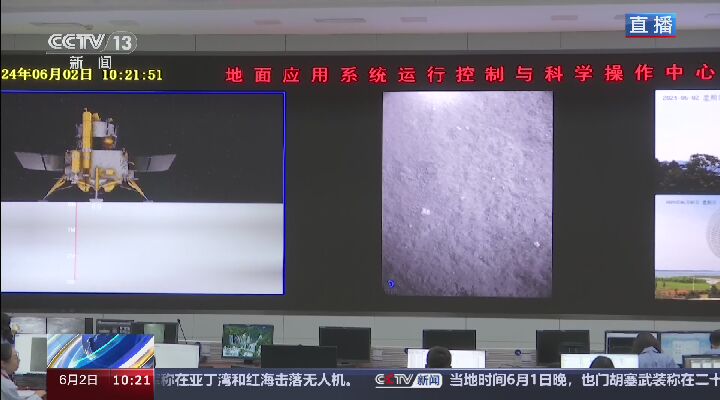 CCTV 13
新闻
直播
24年06月02日 10:21:51
地面应用系统运行控制与科学操作中心
6月2日 10:21
称在亚丁湾和红海击落无人机。 CCTV 新闻 当地时间6月1日晚，也门胡塞武装称在二十